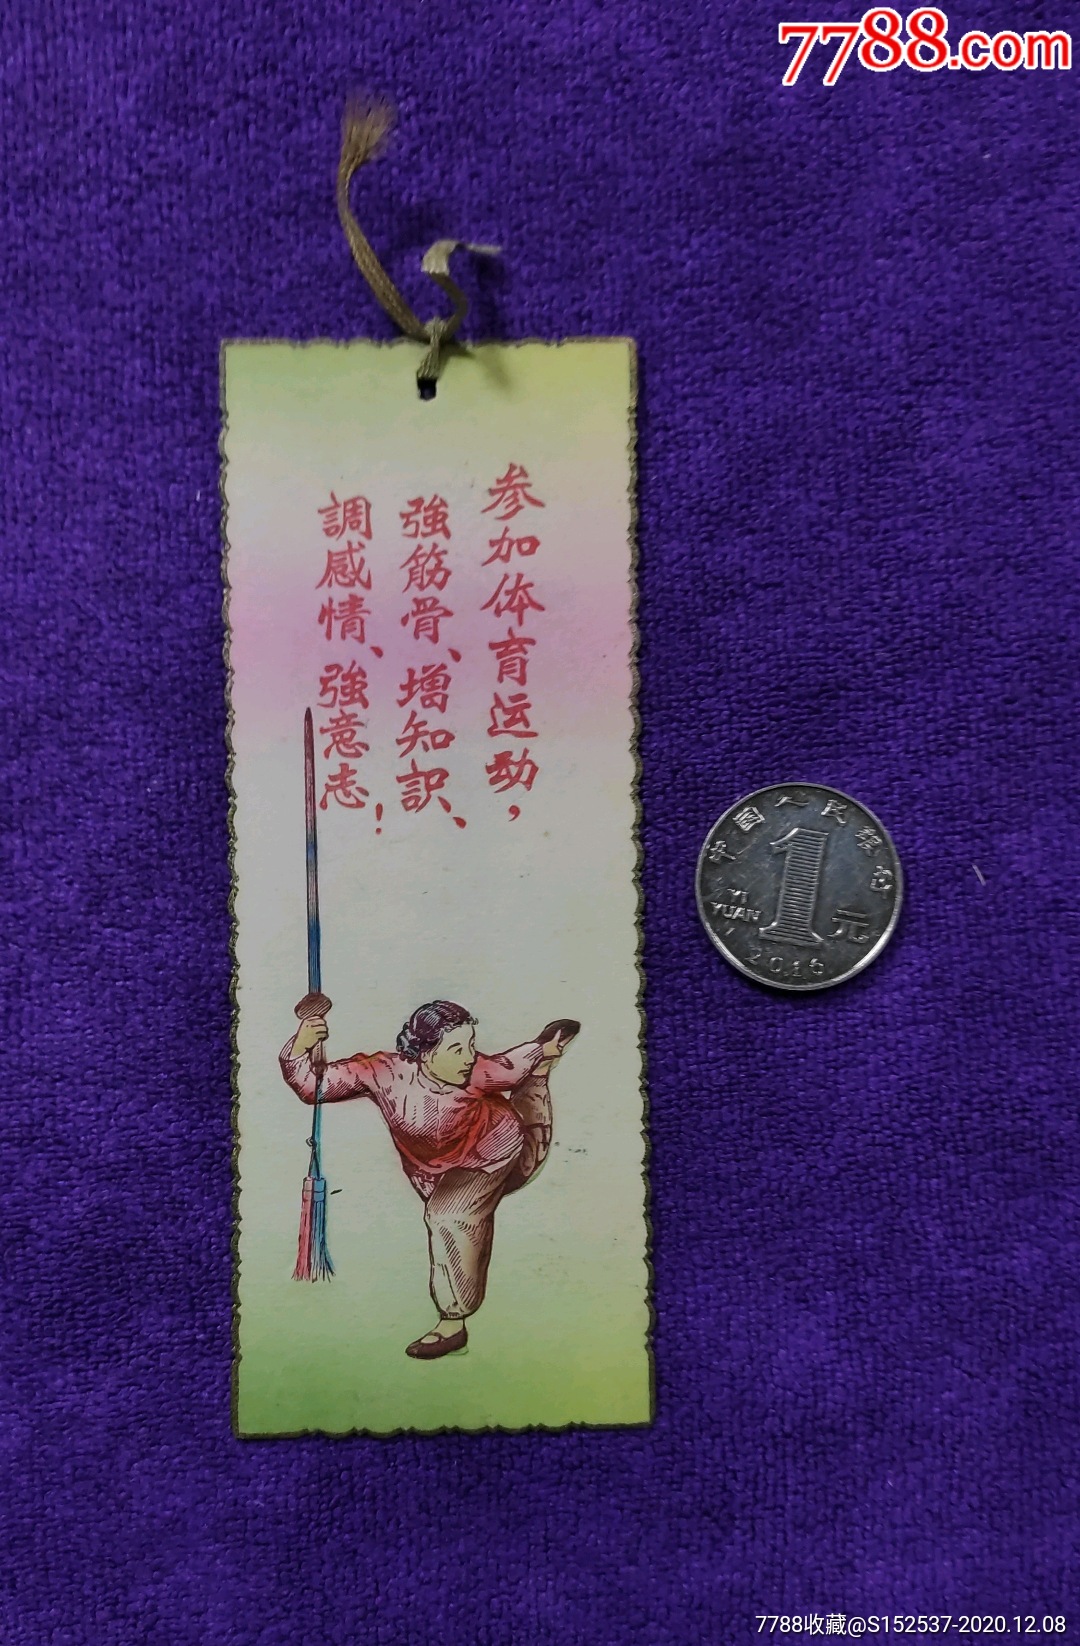 7788.com
参加体育运动，
強筋骨、增知識、
調感情、強意志！
中国人民银行
1
YI
YUAN
元
2016
7788收藏@S152537-2020.12.08